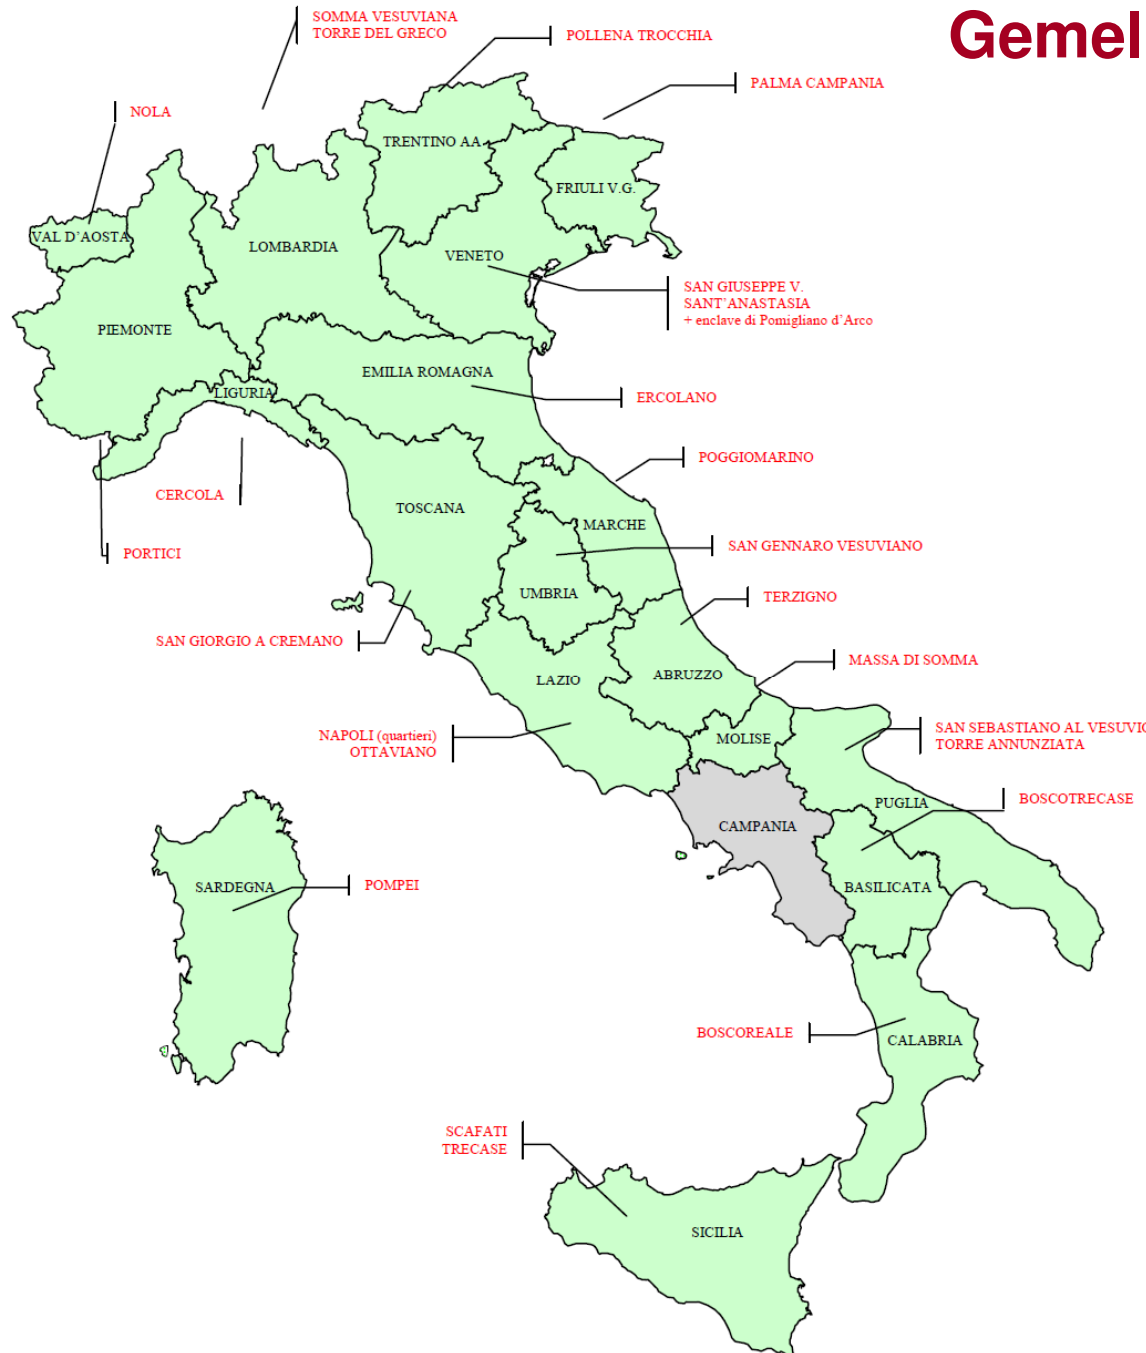 Gemel
SOMMA VESUVIANA
TORRE DEL GRECO
POLLENA TROCCHIA
PALMA CAMPANIA
NOLA
TRENTINO AA
FRIULI V.G.
VAL D'AOSTA
LOMBARDIA
VENETO
SAN GIUSEPPE V.
SANT'ANASTASIA
+ enclave di Pomigliano d'Arco
PIEMONTE
EMILIA ROMAGNA
LIGURIA
ERCOLANO
POGGIOMARINO
CERCOLA
TOSCANA
MARCHE
PORTICI
SAN GENNARO VESUVIANO
UMBRIA
TERZIGNO
SAN GIORGIO A CREMANO
MASSA DI SOMMA
LAZIO
ABRUZZO
NAPOLI (quartieri)
OTTAVIANO
MOLISE
SAN SEBASTIANO AL VESUVIO
TORRE ANNUNZIATA
BOSCOTRECASE
PUGLIA
CAMPANIA
SARDEGNA
POMPEI
BASILICATA
BOSCOREALE
CALABRIA
SCAFATI
TRECASE
SICILIA